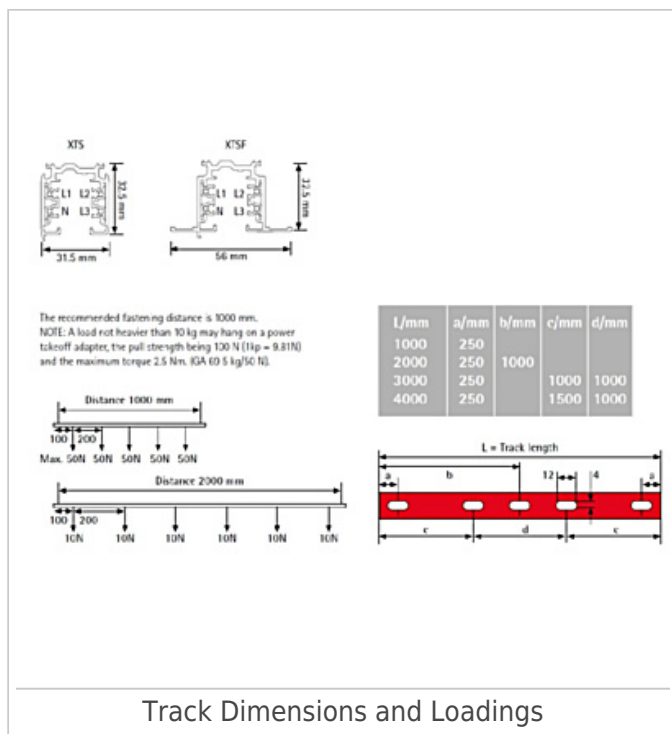 XTS
XTSF
L1 L2
N L3
32.5 mm
31.5 mm
L1 L2
N L3
32.5 mm
56 mm
The recommended fastening distance is 1000 mm.
NOTE: A load not heavier than 10 kg may hang on a power
takeoff adapter, the pull strength being 100 N (1kp = 9.81N)
and the maximum torque 2.5 Nm. (GA 69 5 kg/50 N).
Distance 1000 mm
100 200
Max. 50N 50N 50N 50N 50N
Distance 2000 mm
100 200
10N 10N 10N 10N 10N 10N
L/mm a/mm b/mm c/mm d/mm
1000 250
2000 250 1000
3000 250 1000 1000
4000 250 1500 1000
L = Track length
a b 12 4 a
c d c
Track Dimensions and Loadings